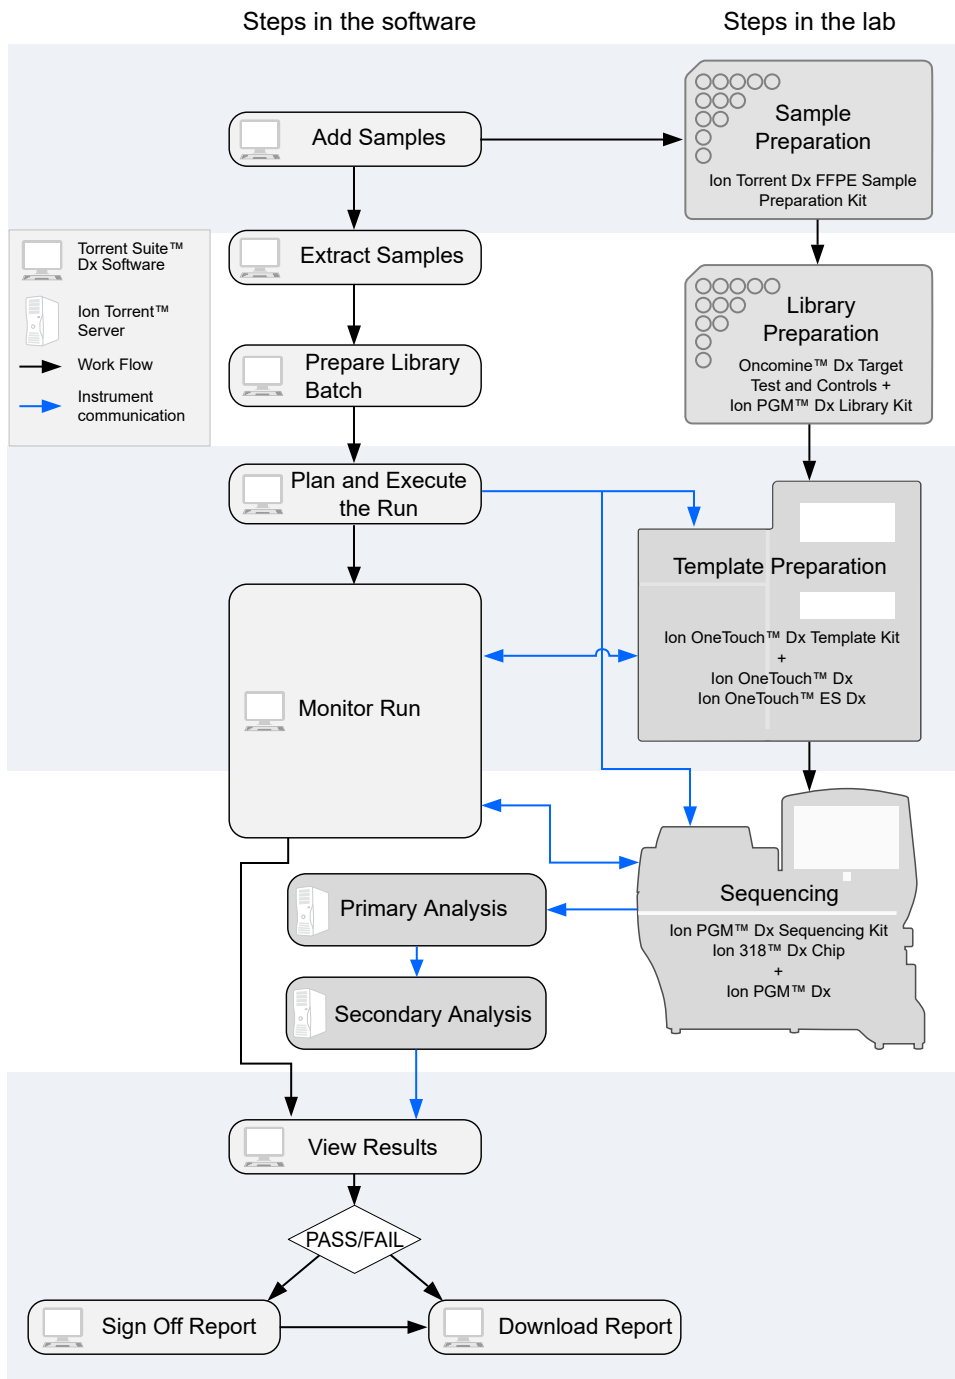 Steps in the software
Steps in the lab
Add Samples
Sample
Preparation
Ion Torrent Dx FFPE Sample
Preparation Kit
Torrent Suite™
Dx Software
Ion Torrent™
Server
Work Flow
Instrument
communication
Extract Samples
Prepare Library
Batch
Library
Preparation
Oncomine™ Dx Target
Test and Controls +
Ion PGM™ Dx Library Kit
Plan and Execute
the Run
Template Preparation
Ion OneTouch™ Dx Template Kit
+
Ion OneTouch™ Dx
Ion OneTouch™ ES Dx
Monitor Run
Sequencing
Ion PGM™ Dx Sequencing Kit
Ion 318™ Dx Chip
+
Ion PGM™ Dx
Primary Analysis
Secondary Analysis
View Results
PASS/FAIL
Sign Off Report
Download Report